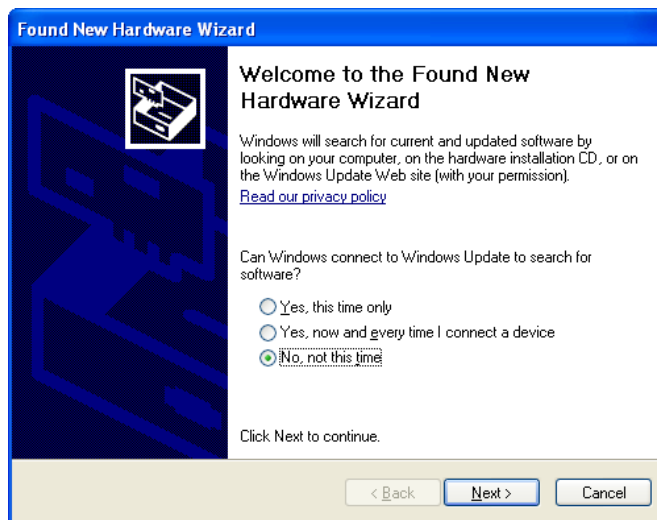 Found New Hardware Wizard
Welcome to the Found New
Hardware Wizard
Windows will search for current and updated software by
looking on your computer, on the hardware installation CD, or on
the Windows Update Web site (with your permission).
Read our privacy policy
Can Windows connect to Windows Update to search for
software?
Yes, this time only
Yes, now and every time I connect a device
No, not this time
Click Next to continue.
< Back
Next >
Cancel